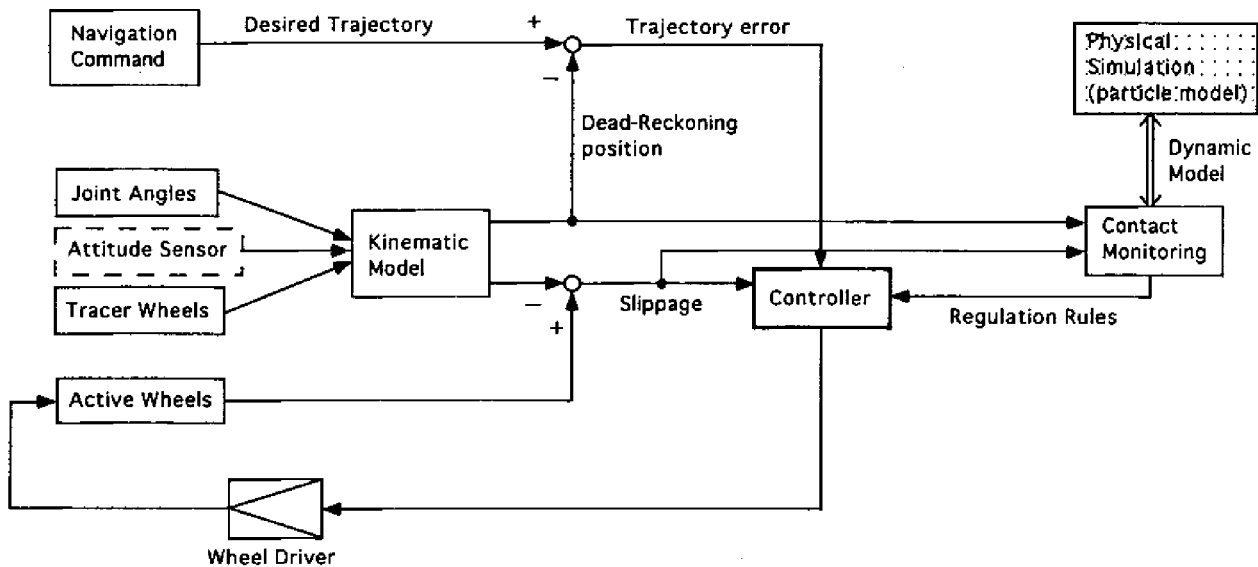 Navigation
Command
Desired Trajectory
+
−
Trajectory error
Physical
Simulation
(particle model)
Dead-Reckoning
position
Dynamic
Model
Joint Angles
Attitude Sensor
Tracer Wheels
Kinematic
Model
Contact
Monitoring
−
+
Slippage
Controller
Regulation Rules
Active Wheels
Wheel Driver